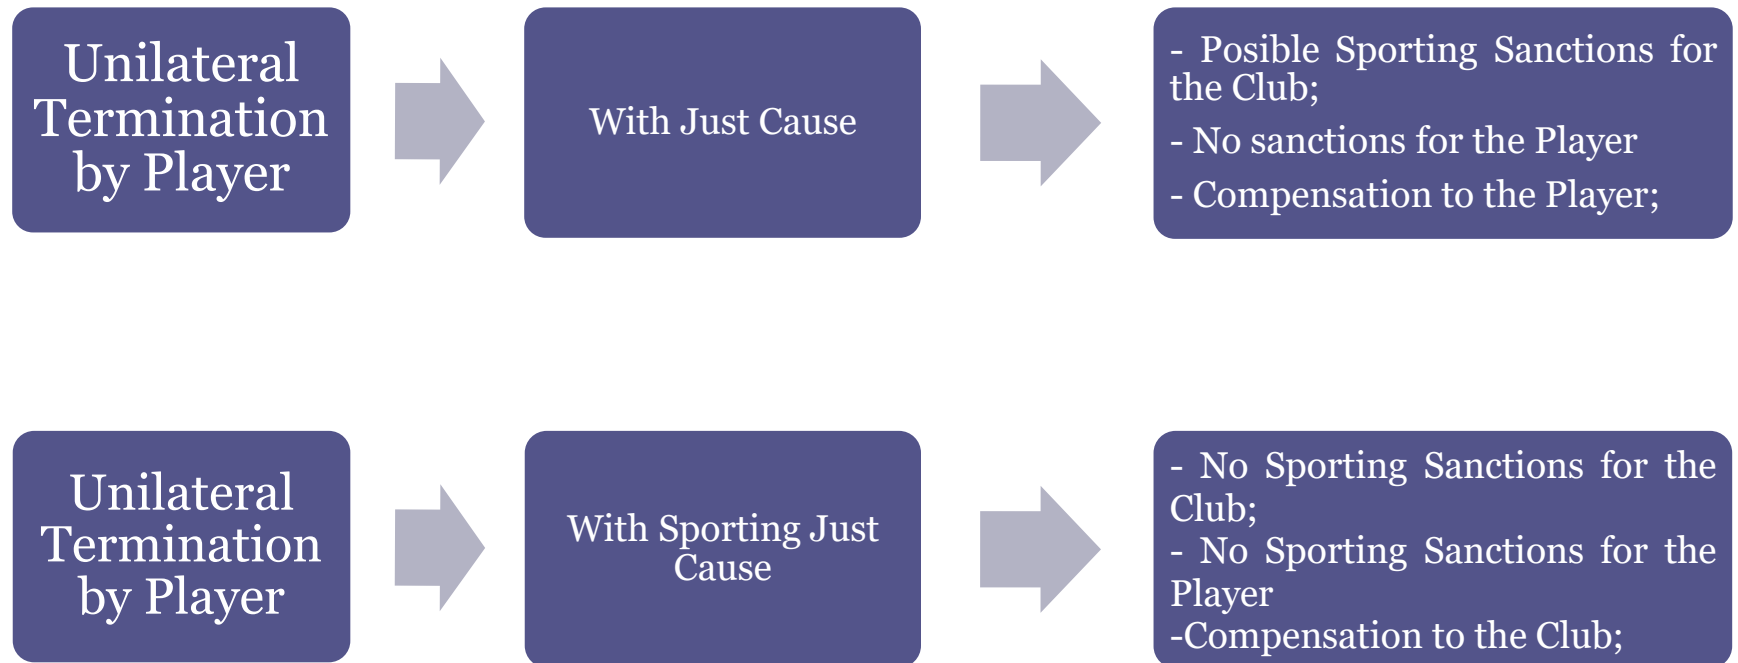 Unilateral
Termination
by Player
With Just Cause
- Posible Sporting Sanctions for
the Club;
- No sanctions for the Player
- Compensation to the Player;
Unilateral
Termination
by Player
With Sporting Just
Cause
- No Sporting Sanctions for the
Club;
- No Sporting Sanctions for the
Player
-Compensation to the Club;